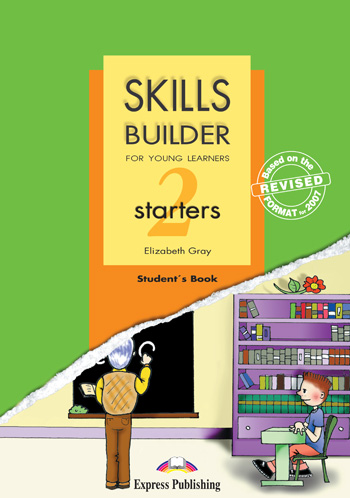 SKILLS
BUILDER
FOR YOUNG LEARNERS
2
starters
Elizabeth Gray
Student's Book
Based on the
REVISED
FORMAT for 2007
Express Publishing